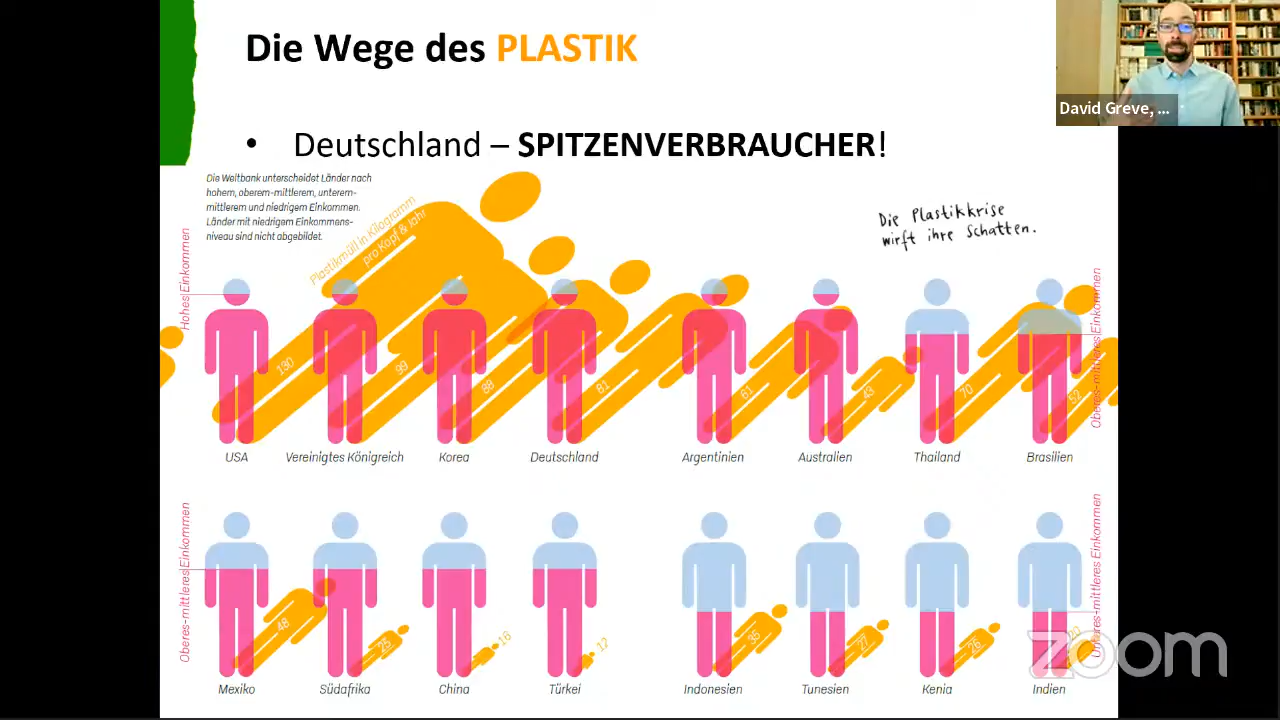 Die Wege des PLASTIK
• Deutschland – SPITZENVERBRAUCHER!
David Greve, ...
Die Weltbank unterscheidet Länder nach
hohem, oberem-mittlerem, unterem-
mittlerem und niedrigem Einkommen.
Länder mit niedrigem Einkommens-
niveau sind nicht abgebildet.
Plastikmüll in Kilogramm
pro Kopf & Jahr
Die Plastikkrise
wirft ihre Schatten.
Hohes Einkommen
130
99
88
81
61
43
70
52
Oberes-mittleres Einkommen
USA
Vereinigtes Königreich
Korea
Deutschland
Argentinien
Australien
Thailand
Brasilien
Oberes-mittleres Einkommen
48
25
16
12
35
27
26
20
Unteres-mittleres Einkommen
Mexiko
Südafrika
China
Türkei
Indonesien
Tunesien
Kenia
Indien
zoom